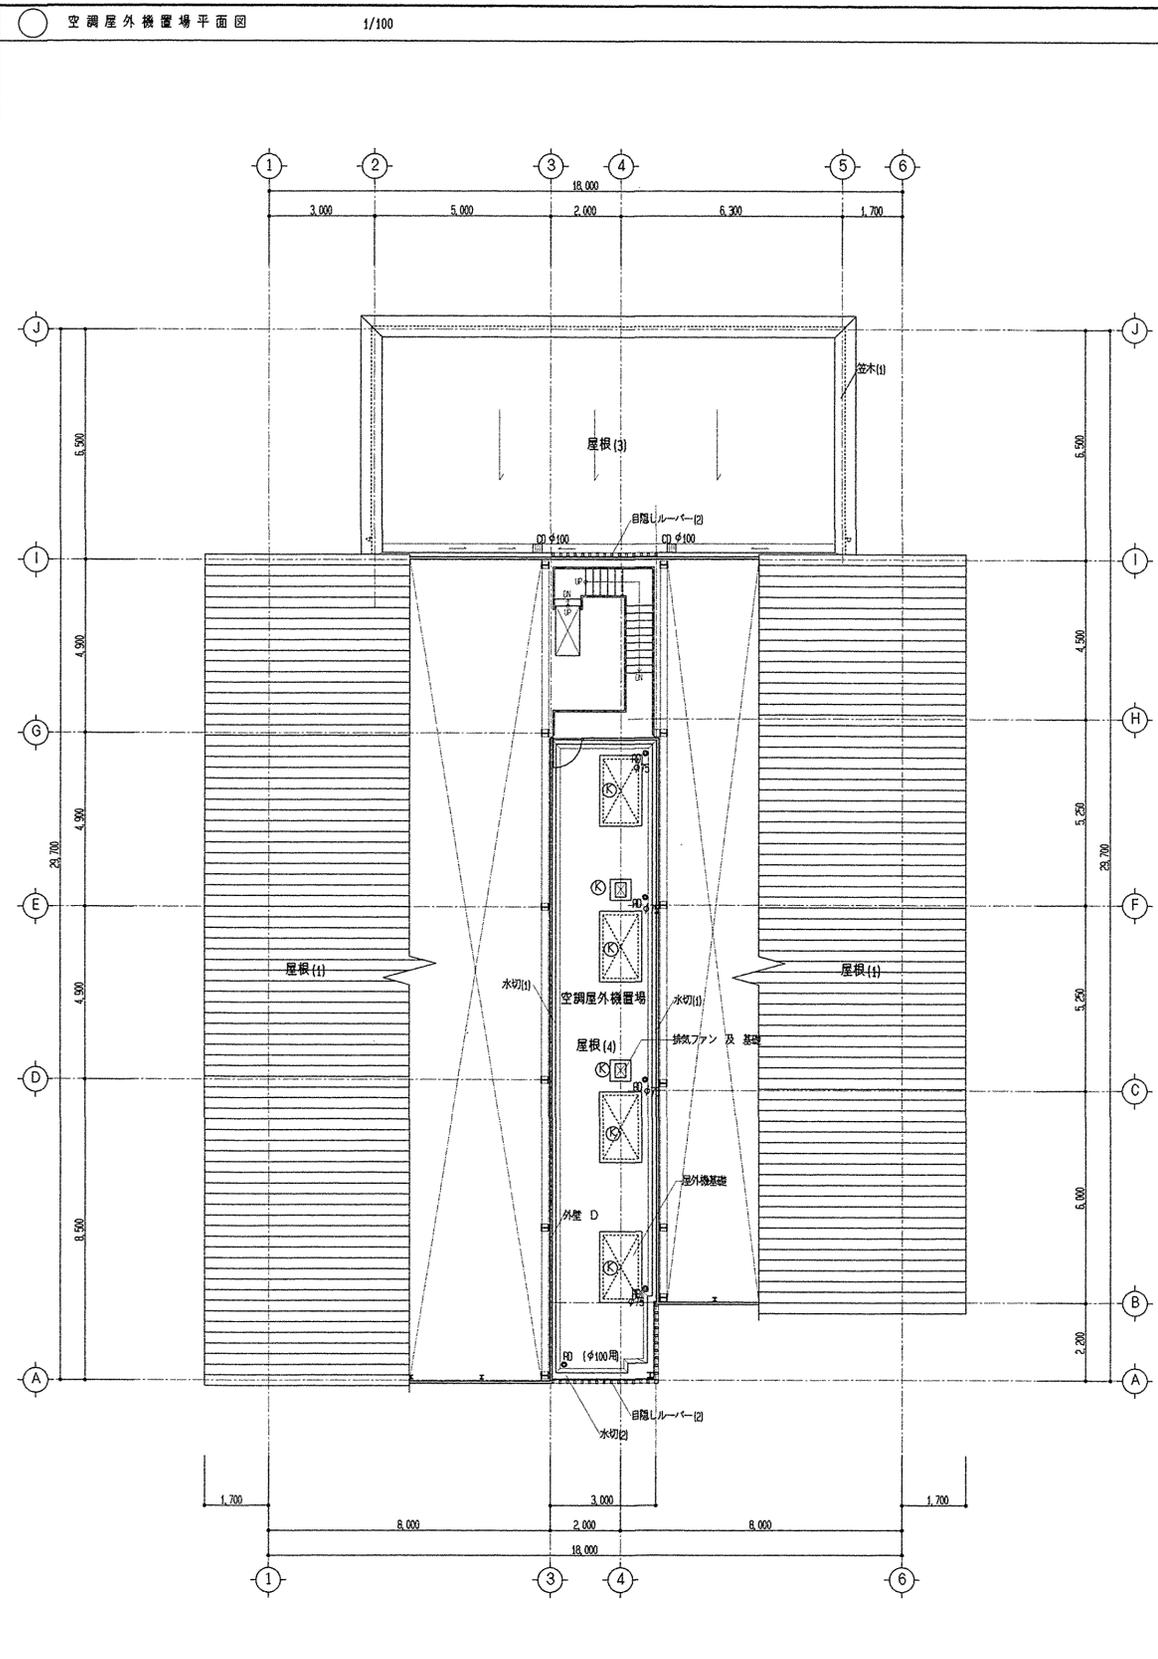 空調屋外機置場平面図 1/100
1 2 3 4 5 6
18,000
3,000 5,000 2,000 6,300 1,700
J J
笠木(1)
6,500 6,500
屋根(3)
目隠しルーバー(2)
CD φ100 CD φ100
I I
UP
DN
UP
4,900 4,500
DN
H
G
RD
φ75
K
4,900 5,250
29,700 29,700
K
RD
E F
K
屋根(1) 屋根(1)
水切(1)
4,900 5,250
空調屋外機置場 水切(1)
排気ファン 及 基礎
屋根(4)
K
D
RD
C
K
屋外機基礎
6,000
外壁 D
8,500
K
φ75
B
2,200
RD (φ100用)
A A
目隠しルーバー(2)
水切(2)
1,700 3,000 1,700
8,000 2,000 8,000
18,000
1 3 4 6